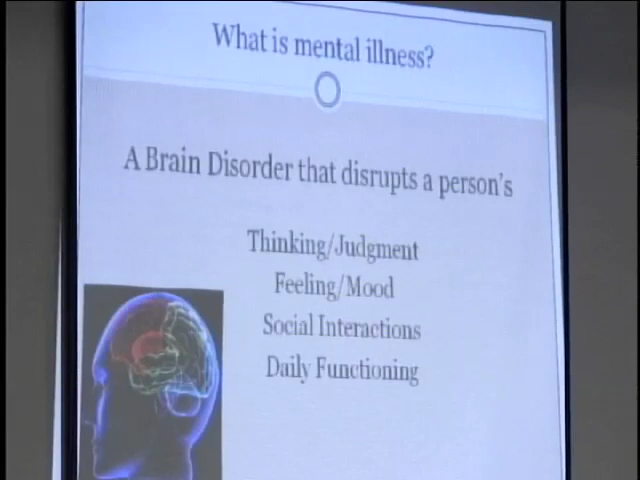 What is mental illness?
A Brain Disorder that disrupts a person's
Thinking/Judgment
Feeling/Mood
Social Interactions
Daily Functioning